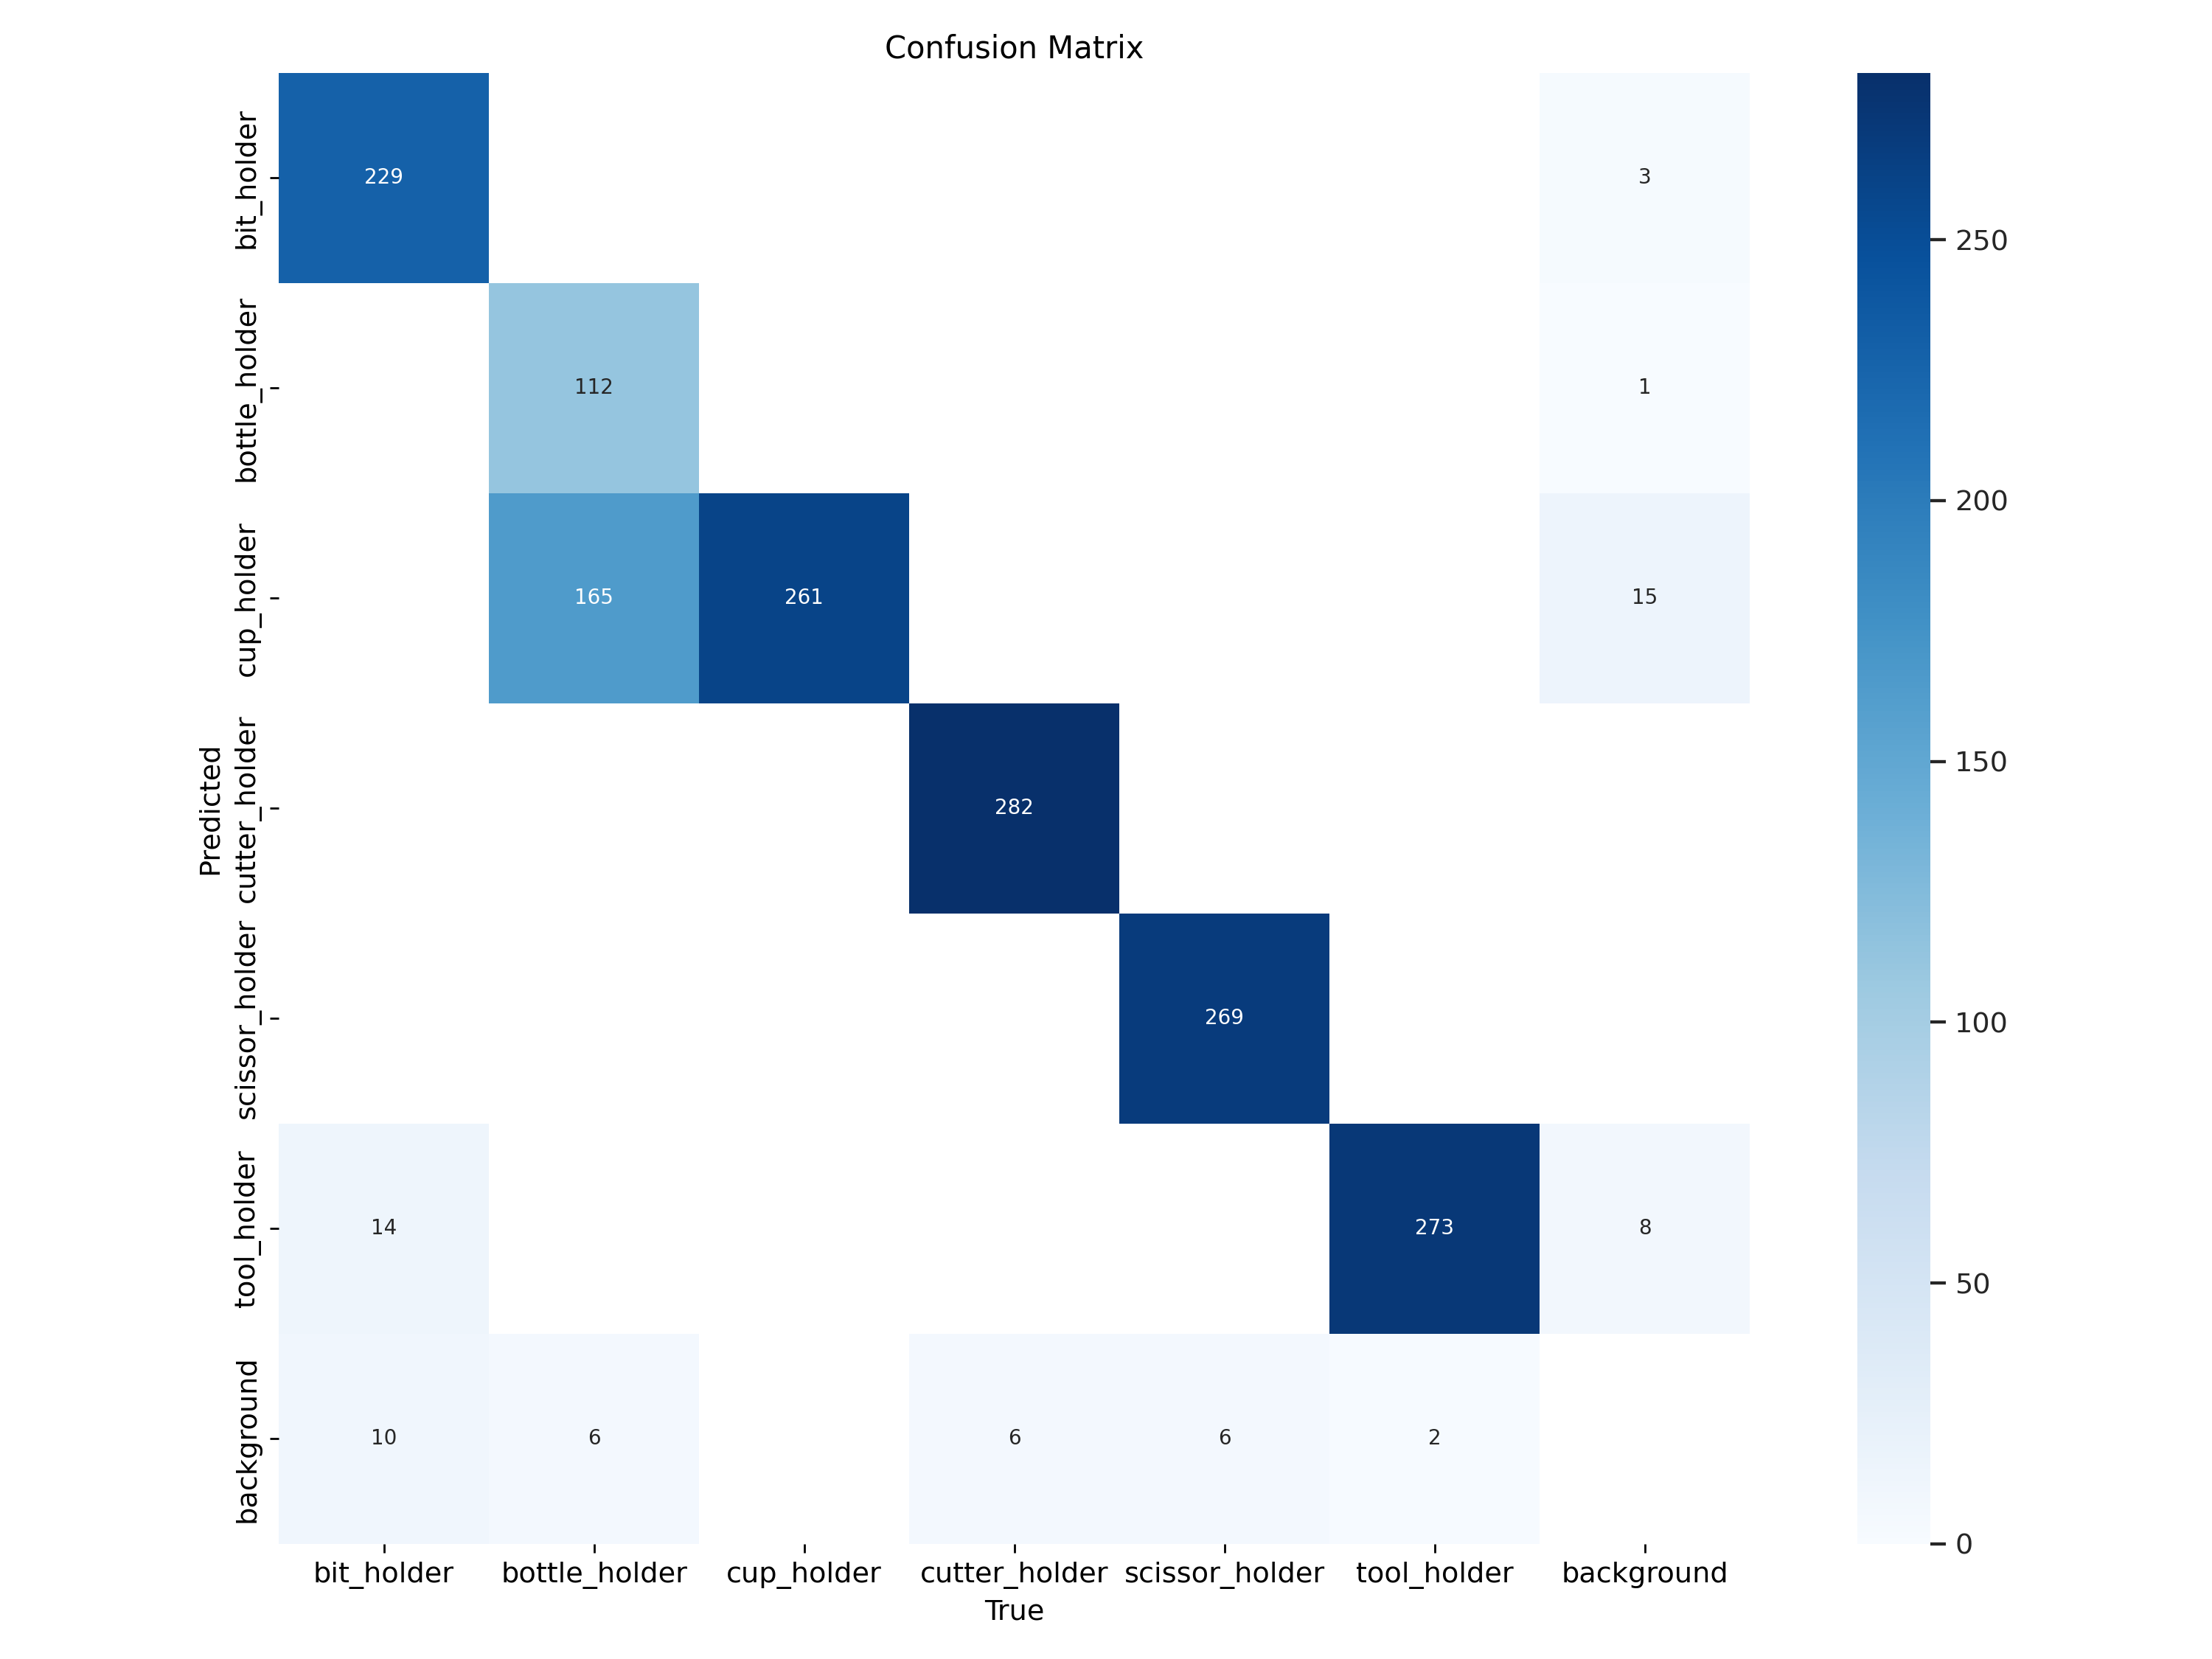 Confusion Matrix
bit_holder
229
3
250
bottle_holder
112
1
200
cup_holder
165
261
15
150
Predicted
cutter_holder
282
scissor_holder
269
100
tool_holder
14
273
8
50
background
10
6
6
6
2
0
bit_holder bottle_holder cup_holder cutter_holder scissor_holder tool_holder background
True